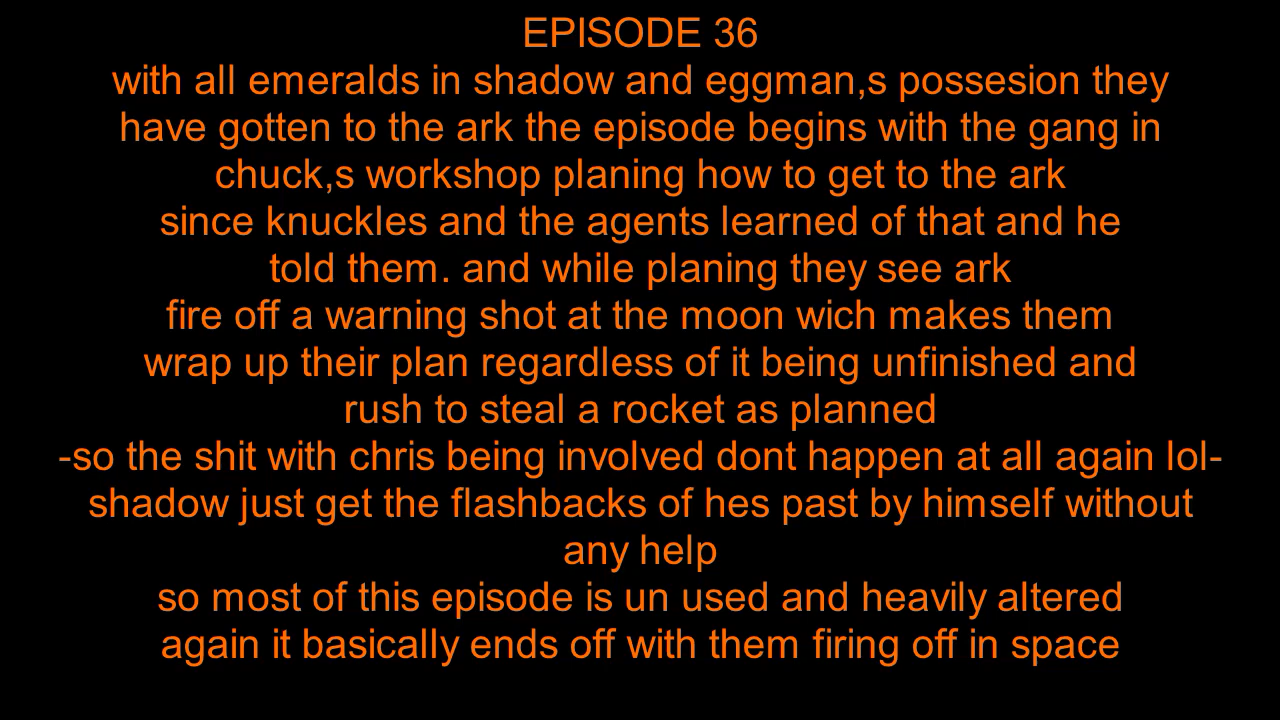 EPISODE 36
with all emeralds in shadow and eggman,s possesion they
have gotten to the ark the episode begins with the gang in
chuck,s workshop planing how to get to the ark
since knuckles and the agents learned of that and he
told them. and while planing they see ark
fire off a warning shot at the moon wich makes them
wrap up their plan regardless of it being unfinished and
rush to steal a rocket as planned
-so the shit with chris being involved dont happen at all again lol-
shadow just get the flashbacks of hes past by himself without
any help
so most of this episode is un used and heavily altered
again it basically ends off with them firing off in space